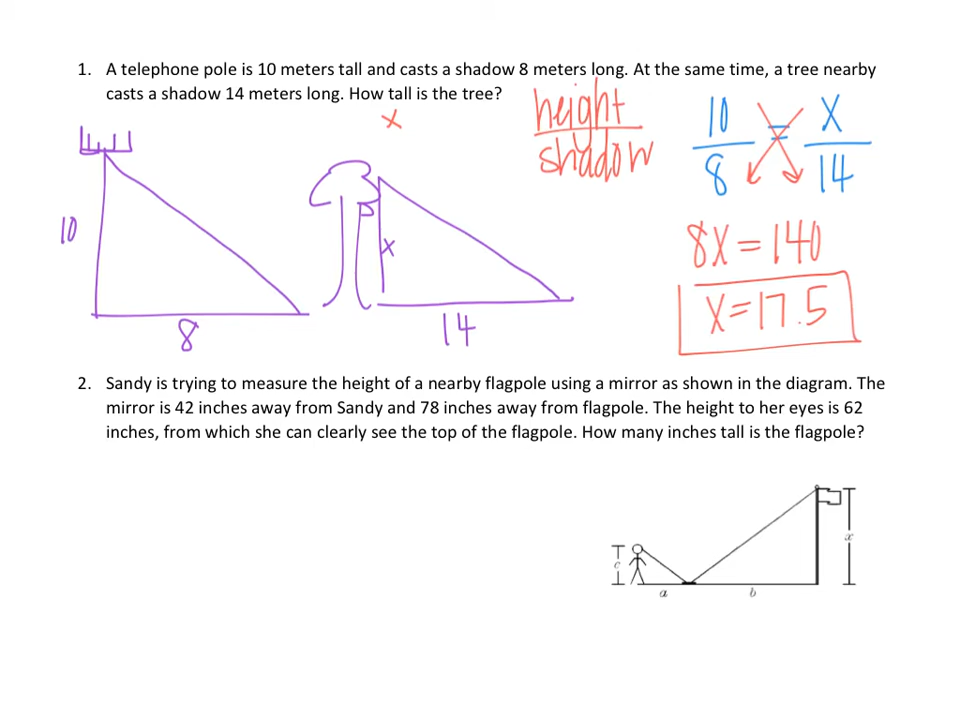 1. A telephone pole is 10 meters tall and casts a shadow 8 meters long. At the same time, a tree nearby
casts a shadow 14 meters long. How tall is the tree?
x
height
shadow
10 = x
8 14
10
x
8x = 140
x = 17.5
8
14
2. Sandy is trying to measure the height of a nearby flagpole using a mirror as shown in the diagram. The
mirror is 42 inches away from Sandy and 78 inches away from flagpole. The height to her eyes is 62
inches, from which she can clearly see the top of the flagpole. How many inches tall is the flagpole?
x
c
a
b